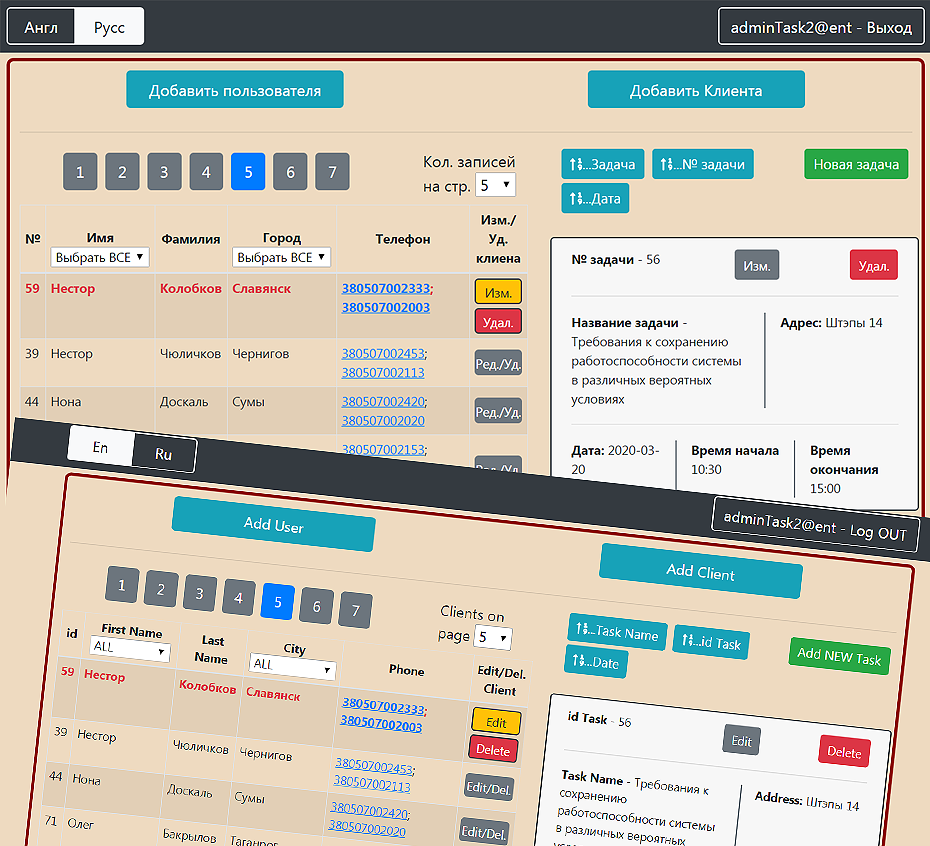 Англ Русс adminTask2@ent - Выход
Добавить пользователя Добавить Клиента
1 2 3 4 5 6 7
Кол. записей
на стр. 5
...Задача ...№ задачи Новая задача
...Дата
№ Имя Фамилия Город Телефон Изм./
Уд.
клиена
Выбрать ВСЕ Выбрать ВСЕ
59 Нестор Колобков Славянск 380507002333;
380507002003
Изм.
Удал.
39 Нестор Чюличков Чернигов 380507002453;
380507002113
Ред./Уд.
44 Нона Доскаль Сумы 380507002420;
380507002020
Ред./Уд.
380507002153;
Ред./Уд.
№ задачи - 56 Изм. Удал.
Название задачи -
Требования к сохранению
работоспособности системы
в различных вероятных
условиях
Адрес: Штэпы 14
Дата: 2020-03-
20
Время начала
10:30
Время
окончания
15:00
En Ru
adminTask2@ent - Log OUT
Add User
Add Client
1 2 3 4 5 6 7
Clients on
page 5
...Task Name ...id Task Add NEW Task
...Date
id First Name Last
Name
City Phone Edit/Del.
Client
ALL ALL
59 Нестор Колобков Славянск 380507002333;
380507002003
Edit
Delete
39 Нестор Чюличков Чернигов 380507002453;
380507002113
Edit/Del.
44 Нона Доскаль Сумы 380507002420;
380507002020
Edit/Del.
71 Олег Бакрылов Таганрог
id Task - 56 Edit Delete
Task Name - Требования к
сохранению
работоспособности системы
в различных вероятных
условиях
Address: Штэпы 14